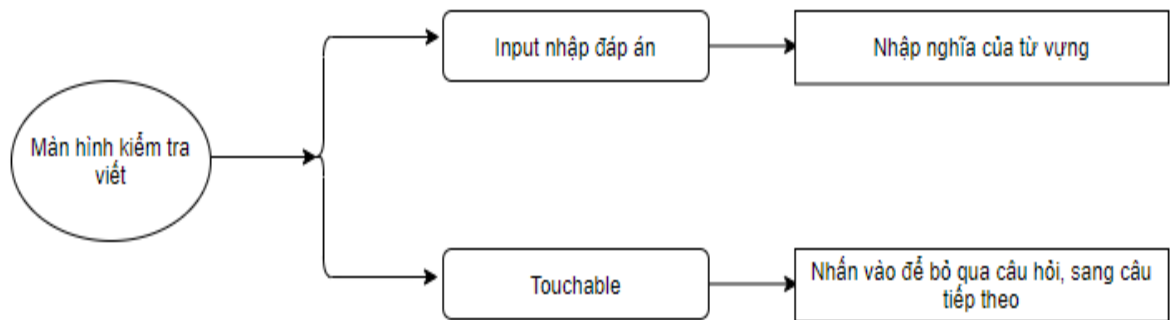 Input nhập đáp án
Nhập nghĩa của từ vựng
Màn hình kiểm tra
viết
Touchable
Nhấn vào để bỏ qua câu hỏi, sang câu
tiếp theo